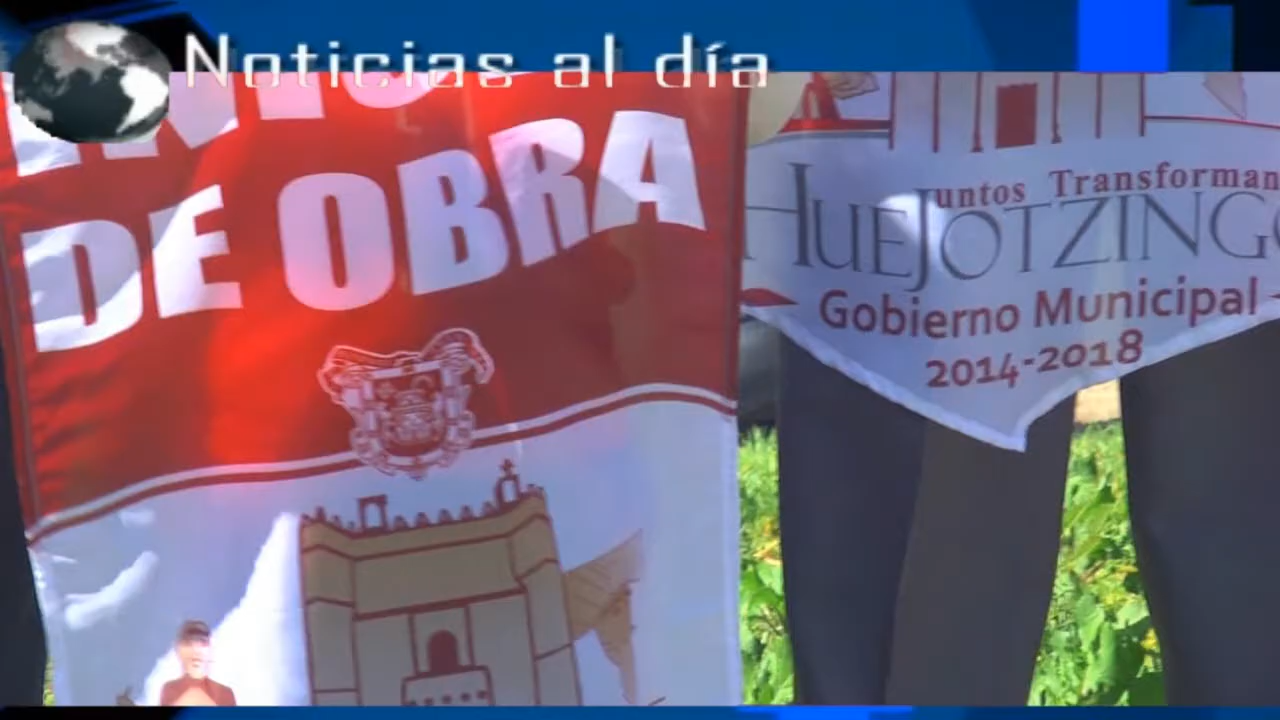 Noticias al día
DE OBRA
Juntos Transforman
HUEJOTZINGO
Gobierno Municipal
2014-2018